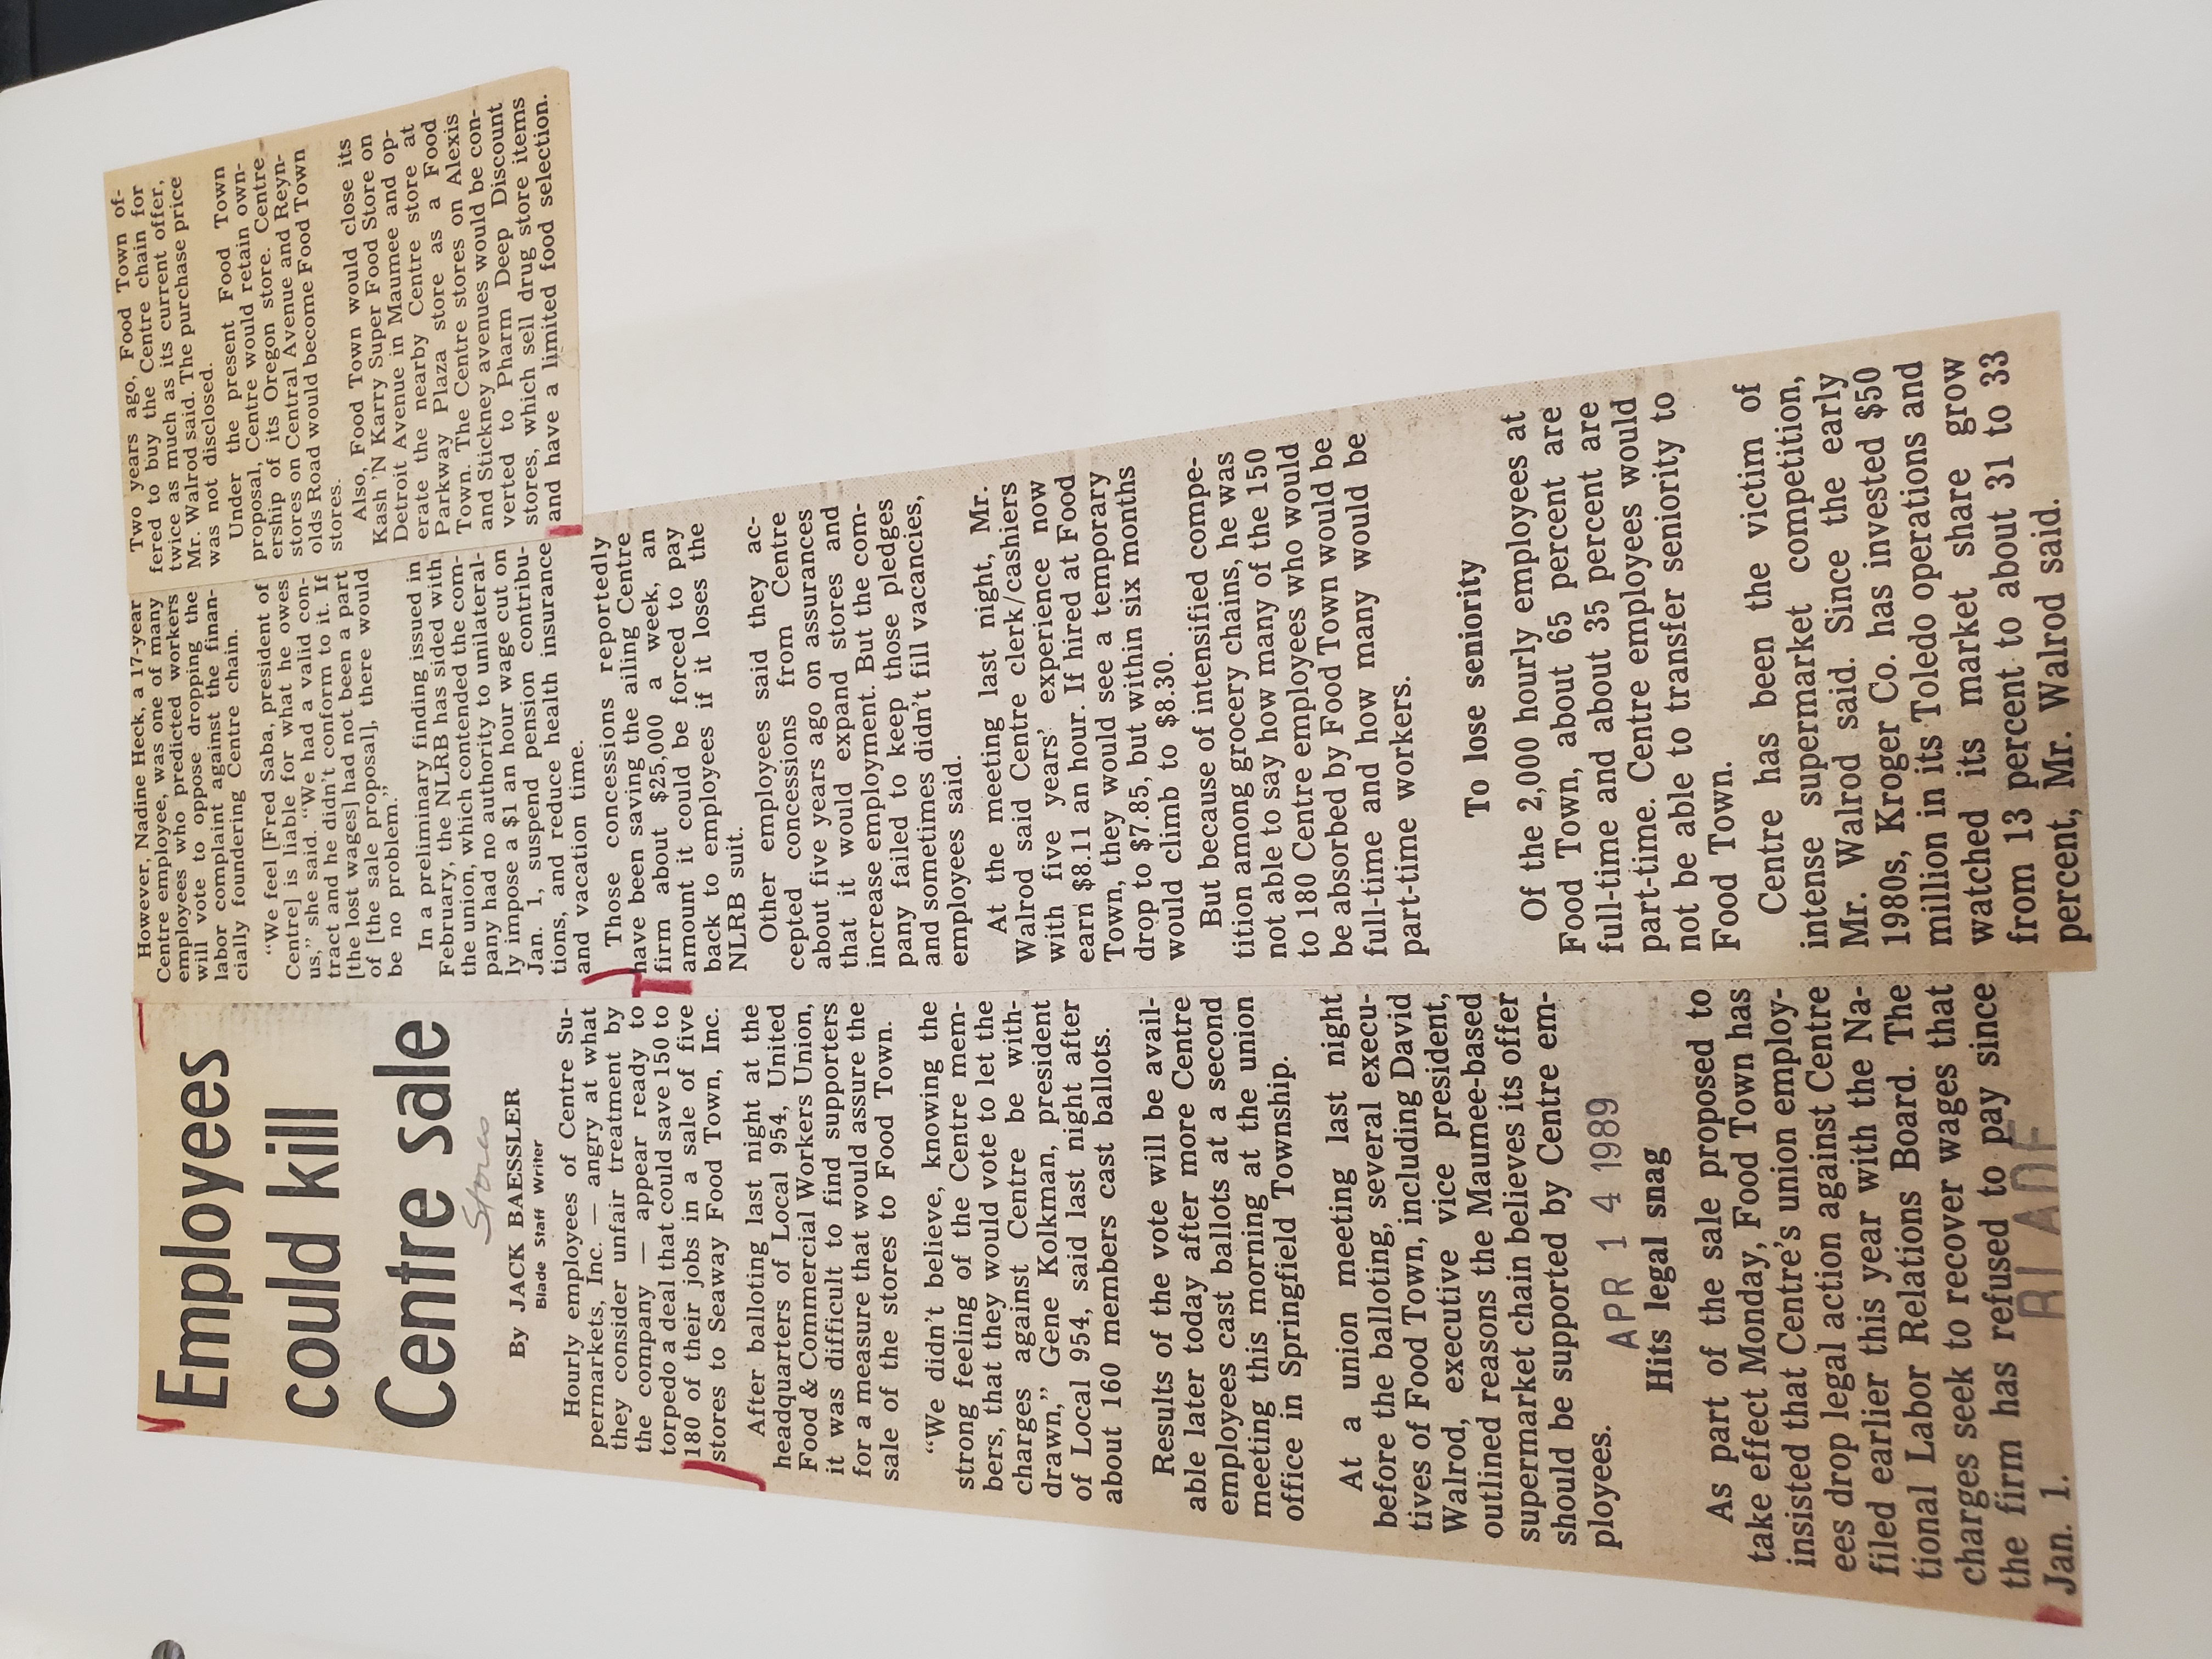 Employees
could kill
Centre sale
Stores
By JACK BAESSLER
Blade Staff Writer
Hourly employees of Centre Su-
permarkets, Inc. — angry at what
they consider unfair treatment by
the company — appear ready to
torpedo a deal that could save 150 to
180 of their jobs in a sale of five
stores to Seaway Food Town, Inc.
After balloting last night at the
headquarters of Local 954, United
Food & Commercial Workers Union,
it was difficult to find supporters
for a measure that would assure the
sale of the stores to Food Town.
“We didn’t believe, knowing the
strong feeling of the Centre mem-
bers, that they would vote to let the
charges against Centre be with-
drawn,” Gene Kolkman, president
of Local 954, said last night after
about 160 members cast ballots.
Results of the vote will be avail-
able later today after more Centre
employees cast ballots at a second
meeting this morning at the union
office in Springfield Township.
At a union meeting last night
before the balloting, several execu-
tives of Food Town, including David
Walrod, executive vice president,
outlined reasons the Maumee-based
supermarket chain believes its offer
should be supported by Centre em-
ployees.
APR 14 1989
Hits legal snag
As part of the sale proposed to
take effect Monday, Food Town has
insisted that Centre’s union employ-
ees drop legal action against Centre
filed earlier this year with the Na-
tional Labor Relations Board. The
charges seek to recover wages that
the firm has refused to pay since
Jan. 1.
BLADE
However, Nadine Heck, a 17-year
Centre employee, was one of many
employees who predicted workers
will vote to oppose dropping the
labor complaint against the finan-
cially foundering Centre chain.
“We feel [Fred Saba, president of
Centre] is liable for what he owes
us,” she said. “We had a valid con-
tract and he didn’t conform to it. If
[the lost wages] had not been a part
of [the sale proposal], there would
be no problem.”
In a preliminary finding issued in
February, the NLRB has sided with
the union, which contended the com-
pany had no authority to unilateral-
ly impose a $1 an hour wage cut on
Jan. 1, suspend pension contribu-
tions, and reduce health insurance
and vacation time.
Those concessions reportedly
have been saving the ailing Centre
firm about $25,000 a week, an
amount it could be forced to pay
back to employees if it loses the
NLRB suit.
Other employees said they ac-
cepted concessions from Centre
about five years ago on assurances
that it would expand stores and
increase employment. But the com-
pany failed to keep those pledges
and sometimes didn’t fill vacancies,
employees said.
At the meeting last night, Mr.
Walrod said Centre clerk/cashiers
with five years’ experience now
earn $8.11 an hour. If hired at Food
Town, they would see a temporary
drop to $7.85, but within six months
would climb to $8.30.
But because of intensified compe-
tition among grocery chains, he was
not able to say how many of the 150
to 180 Centre employees who would
be absorbed by Food Town would be
full-time and how many would be
part-time workers.
To lose seniority
Of the 2,000 hourly employees at
Food Town, about 65 percent are
full-time and about 35 percent are
part-time. Centre employees would
not be able to transfer seniority to
Food Town.
Centre has been the victim of
intense supermarket competition,
Mr. Walrod said. Since the early
1980s, Kroger Co. has invested $50
million in its Toledo operations and
watched its market share grow
from 13 percent to about 31 to 33
percent, Mr. Walrod said.
Two years ago, Food Town of-
fered to buy the Centre chain for
twice as much as its current offer,
Mr. Walrod said. The purchase price
was not disclosed.
Under the present Food Town
proposal, Centre would retain own-
ership of its Oregon store. Centre
stores on Central Avenue and Reyn-
olds Road would become Food Town
stores.
Also, Food Town would close its
Kash ’N Karry Super Food Store on
Detroit Avenue in Maumee and op-
erate the nearby Centre store at
Parkway Plaza store as a Food
Town. The Centre stores on Alexis
and Stickney avenues would be con-
verted to Pharm Deep Discount
stores, which sell drug store items
and have a limited food selection.